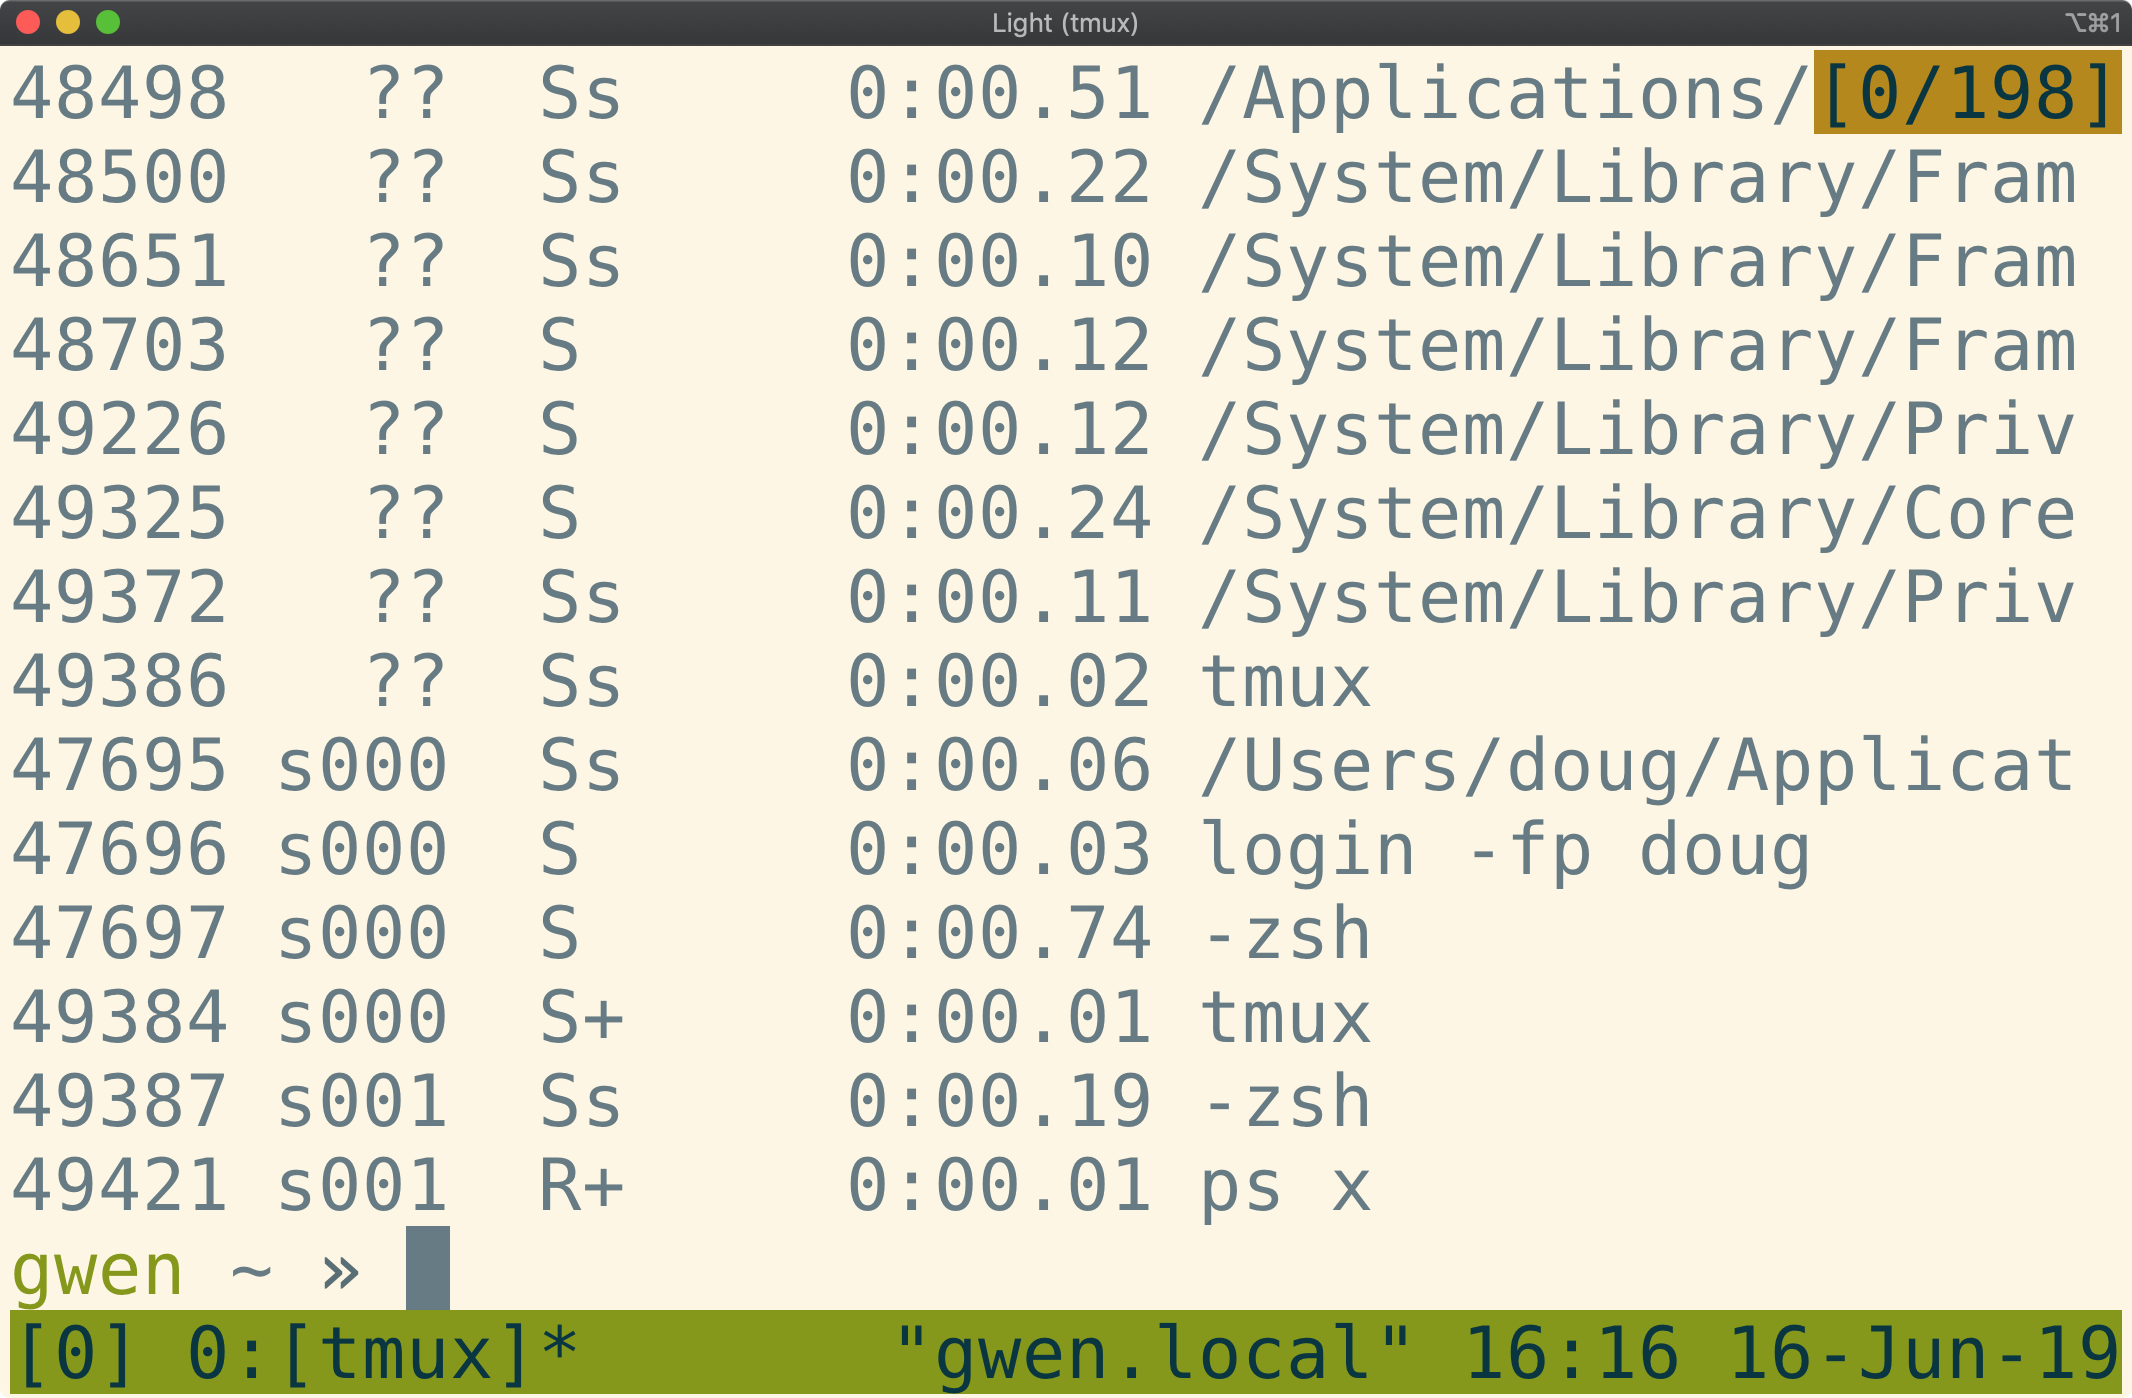 Light (tmux) ⌥⌘1
48498   ??  Ss     0:00.51 /Applications/[0/198]
48500   ??  Ss     0:00.22 /System/Library/Fram
48651   ??  Ss     0:00.10 /System/Library/Fram
48703   ??  S      0:00.12 /System/Library/Fram
49226   ??  S      0:00.12 /System/Library/Priv
49325   ??  S      0:00.24 /System/Library/Core
49372   ??  Ss     0:00.11 /System/Library/Priv
49386   ??  Ss     0:00.02 tmux
47695 s000  Ss     0:00.06 /Users/doug/Applicat
47696 s000  S      0:00.03 login -fp doug
47697 s000  S      0:00.74 -zsh
49384 s000  S+     0:00.01 tmux
49387 s001  Ss     0:00.19 -zsh
49421 s001  R+     0:00.01 ps x
gwen ~ »
[0] 0:[tmux]*       "gwen.local" 16:16 16-Jun-19